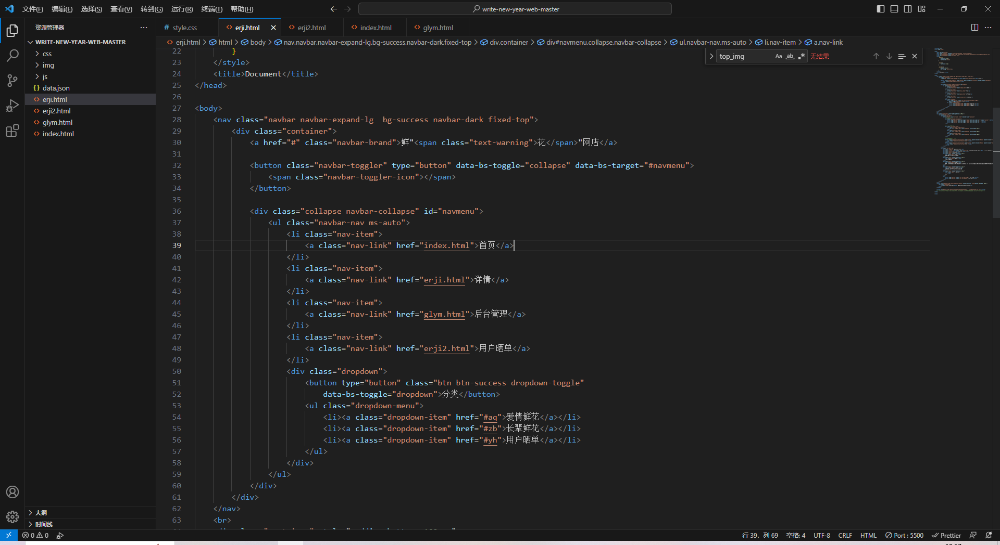 文件(F) 编辑(E) 选择(S) 查看(V) 转到(G) 运行(R) 终端(T) 帮助(H) write-new-year-web-master
资源管理器
WRITE-NEW-YEAR-WEB-MASTER
css
img
js
data.json
erji.html
erji2.html
glym.html
index.html
大纲
时间线
style.css erji.html erji2.html index.html glym.html
erji.html > html > body > nav.navbar.navbar-expand-lg.bg-success.navbar-dark.fixed-top > div.container > div#navmenu.collapse.navbar-collapse > ul.navbar-nav.ms-auto > li.nav-item > a.nav-link
top_img Aa ab .* 无结果
22 }
23 </style>
24 <title>Document</title>
25 </head>
26
27 <body>
28 <nav class="navbar navbar-expand-lg  bg-success navbar-dark fixed-top">
29 <div class="container">
30 <a href="#" class="navbar-brand">鲜"<span class="text-warning">花</span>"网店</a>
31
32 <button class="navbar-toggler" type="button" data-bs-toggle="collapse" data-bs-target="#navmenu">
33 <span class="navbar-toggler-icon"></span>
34 </button>
35
36 <div class="collapse navbar-collapse" id="navmenu">
37 <ul class="navbar-nav ms-auto">
38 <li class="nav-item">
39 <a class="nav-link" href="index.html">首页</a>
40 </li>
41 <li class="nav-item">
42 <a class="nav-link" href="erji.html">详情</a>
43 </li>
44 <li class="nav-item">
45 <a class="nav-link" href="glym.html">后台管理</a>
46 </li>
47 <li class="nav-item">
48 <a class="nav-link" href="erji2.html">用户晒单</a>
49 </li>
50 <div class="dropdown">
51 <button type="button" class="btn btn-success dropdown-toggle"
52 data-bs-toggle="dropdown">分类</button>
53 <ul class="dropdown-menu">
54 <li><a class="dropdown-item" href="#aq">爱情鲜花</a></li>
55 <li><a class="dropdown-item" href="#zb">长辈鲜花</a></li>
56 <li><a class="dropdown-item" href="#yh">用户晒单</a></li>
57 </ul>
58 </div>
59 </ul>
60 </div>
61 </div>
62 </nav>
63 <br>
0 0 行 39，列 69 空格: 4 UTF-8 CRLF HTML Port : 5500 Prettier